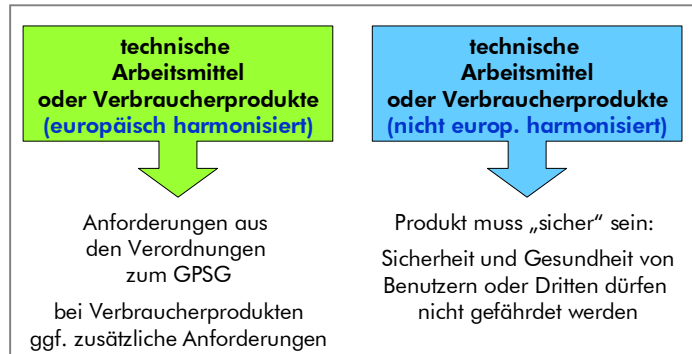 technische
Arbeitsmittel
oder Verbraucherprodukte
(europäisch harmonisiert)
Anforderungen aus
den Verordnungen
zum GPSG
bei Verbraucherprodukten
ggf. zusätzliche Anforderungen
technische
Arbeitsmittel
oder Verbraucherprodukte
(nicht europ. harmonisiert)
Produkt muss „sicher“ sein:
Sicherheit und Gesundheit von
Benutzern oder Dritten dürfen
nicht gefährdet werden